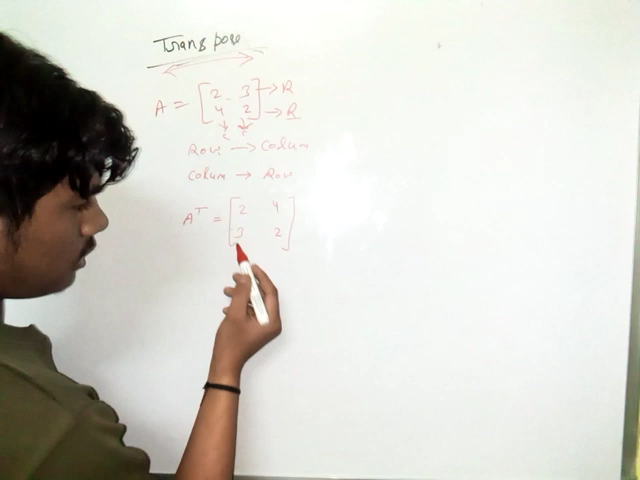 Transpose
A = [ 2 3 ] → R
[ 4 2 ] → R
↓ ↓
c c
Row → Colum
Colum → Row
Aᵀ = [ 2 4 ]
[ 3 2 ]